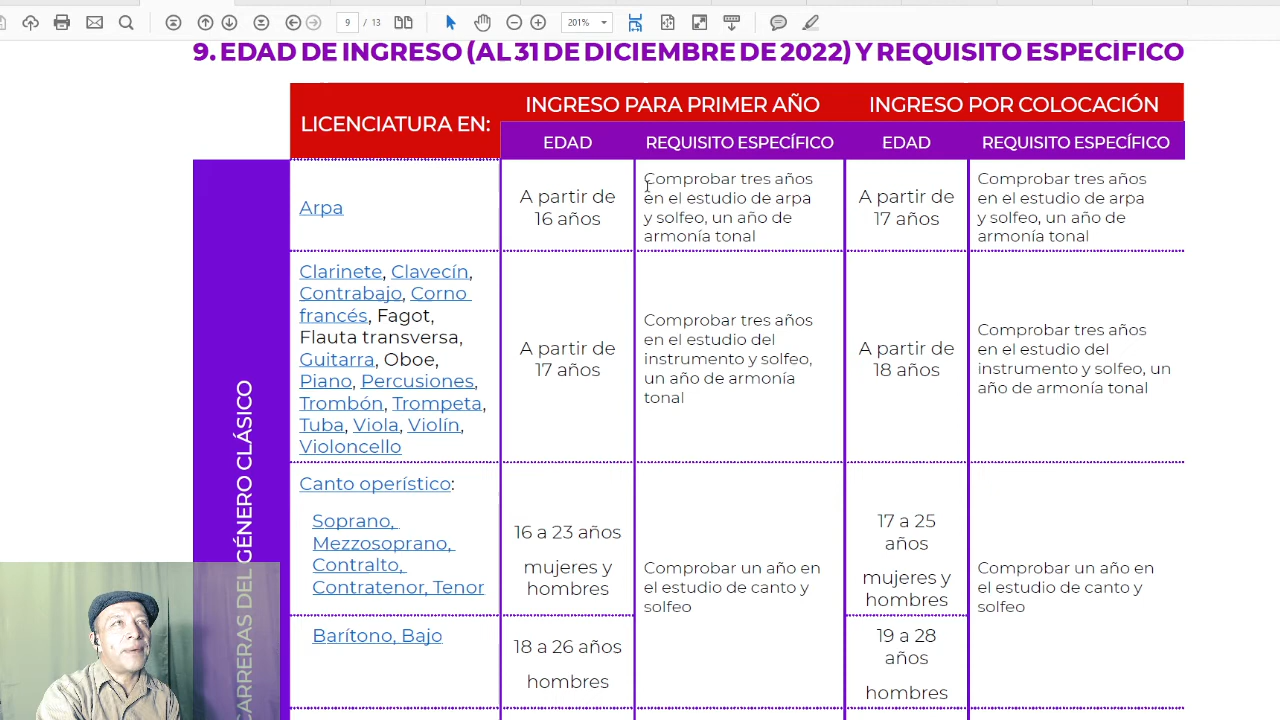 9 / 13
201%
9. EDAD DE INGRESO (AL 31 DE DICIEMBRE DE 2022) Y REQUISITO ESPECÍFICO
LICENCIATURA EN:
INGRESO PARA PRIMER AÑO
INGRESO POR COLOCACIÓN
EDAD
REQUISITO ESPECÍFICO
EDAD
REQUISITO ESPECÍFICO
CARRERAS DEL GÉNERO CLÁSICO
Arpa
A partir de
16 años
Comprobar tres años
en el estudio de arpa
y solfeo, un año de
armonía tonal
A partir de
17 años
Comprobar tres años
en el estudio de arpa
y solfeo, un año de
armonía tonal
Clarinete, Clavecín,
Contrabajo, Corno
francés, Fagot,
Flauta transversa,
Guitarra, Oboe,
Piano, Percusiones,
Trombón, Trompeta,
Tuba, Viola, Violín,
Violoncello
A partir de
17 años
Comprobar tres años
en el estudio del
instrumento y solfeo,
un año de armonía
tonal
A partir de
18 años
Comprobar tres años
en el estudio del
instrumento y solfeo, un
año de armonía tonal
Canto operístico:
Soprano,
Mezzosoprano,
Contralto,
Contratenor, Tenor
16 a 23 años
mujeres y
hombres
Comprobar un año en
el estudio de canto y
solfeo
17 a 25
años
mujeres y
hombres
Comprobar un año en
el estudio de canto y
solfeo
Barítono, Bajo
18 a 26 años
hombres
19 a 28
años
hombres